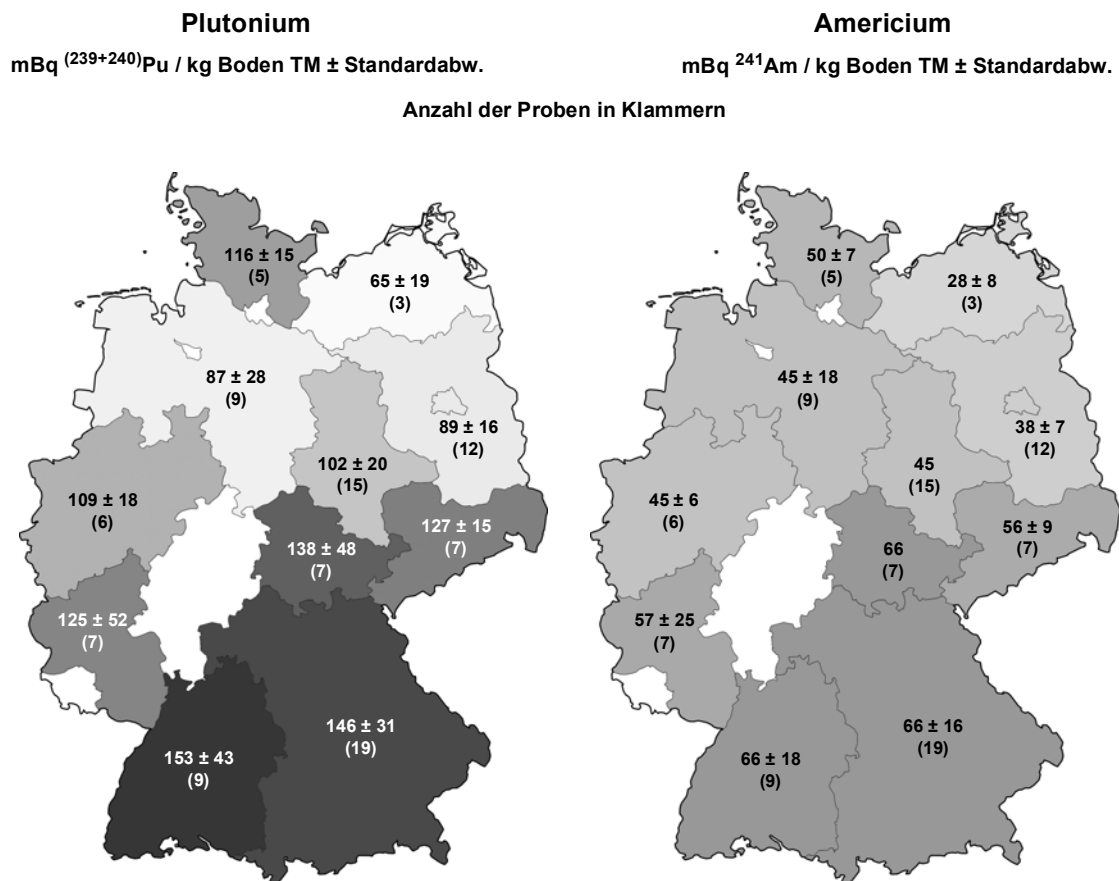 Plutonium
mBq (239+240)Pu / kg Boden TM ± Standardabw.
Americium
mBq 241Am / kg Boden TM ± Standardabw.
Anzahl der Proben in Klammern
116 ± 15
(5)
65 ± 19
(3)
87 ± 28
(9)
89 ± 16
(12)
102 ± 20
(15)
109 ± 18
(6)
127 ± 15
(7)
138 ± 48
(7)
125 ± 52
(7)
146 ± 31
(19)
153 ± 43
(9)
50 ± 7
(5)
28 ± 8
(3)
45 ± 18
(9)
38 ± 7
(12)
45
(15)
45 ± 6
(6)
56 ± 9
(7)
66
(7)
57 ± 25
(7)
66 ± 16
(19)
66 ± 18
(9)